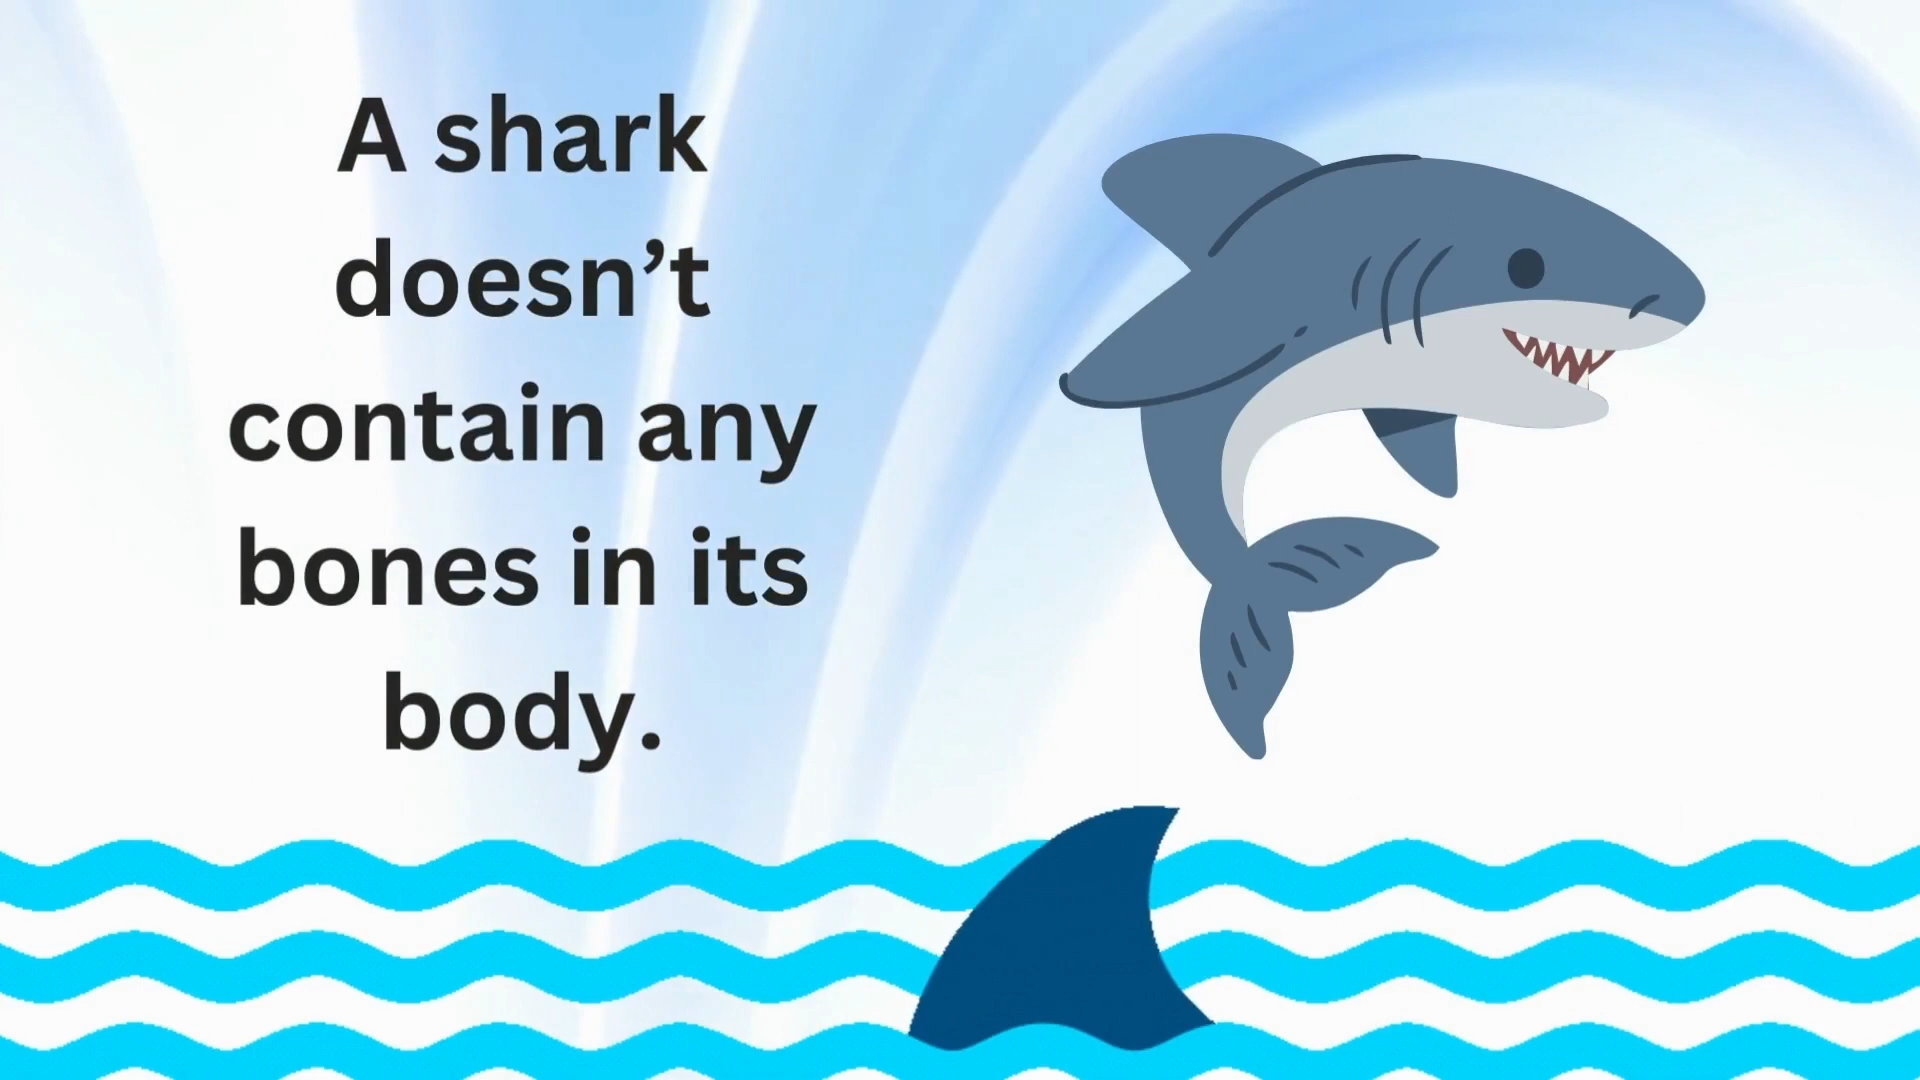 A shark
doesn’t
contain any
bones in its
body.